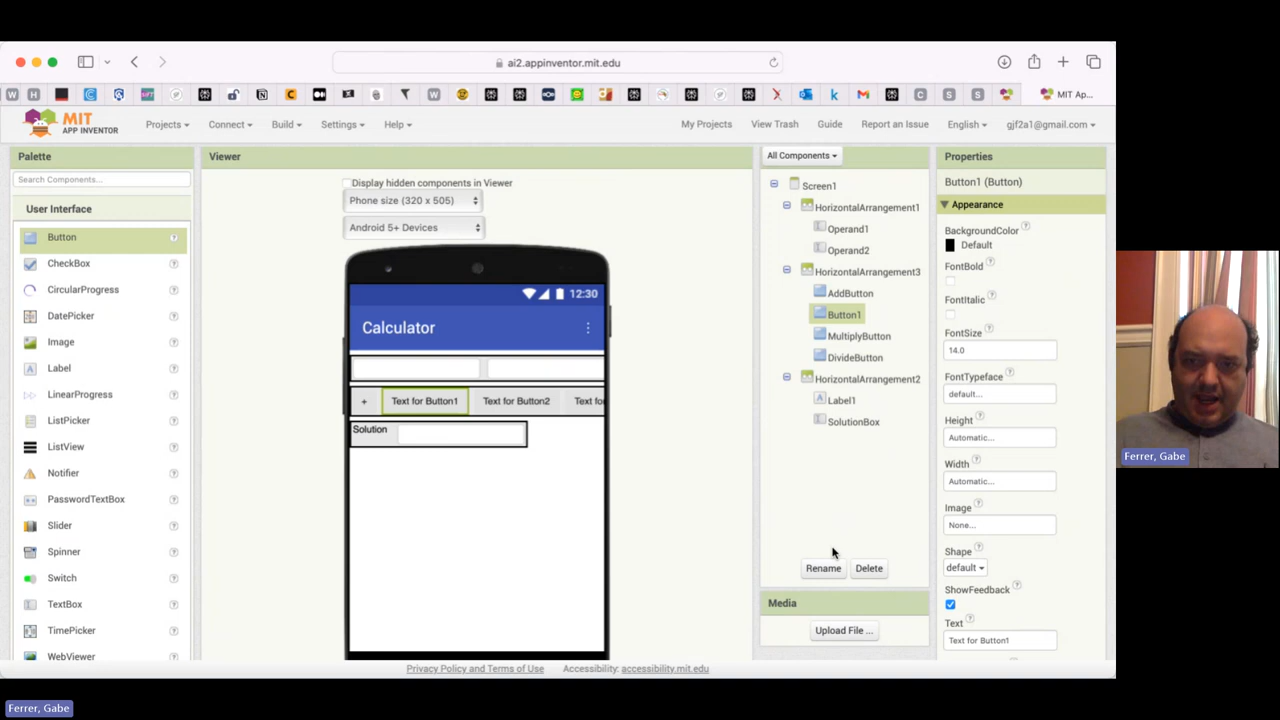 ai2.appinventor.mit.edu
MIT Ap...
MIT
APP INVENTOR
Projects
Connect
Build
Settings
Help
My Projects
View Trash
Guide
Report an Issue
English
gjf2a1@gmail.com
Palette
Viewer
All Components
Properties
Search Components...
Display hidden components in Viewer
Button1 (Button)
Phone size (320 x 505)
Android 5+ Devices
User Interface
Button
CheckBox
CircularProgress
DatePicker
Image
Label
LinearProgress
ListPicker
ListView
Notifier
PasswordTextBox
Slider
Spinner
Switch
TextBox
TimePicker
WebViewer
12:30
Calculator
+
Text for Button1
Text for Button2
Text fo
Solution
Screen1
HorizontalArrangement1
Operand1
Operand2
HorizontalArrangement3
AddButton
Button1
MultiplyButton
DivideButton
HorizontalArrangement2
Label1
SolutionBox
Rename
Delete
Media
Upload File ...
Appearance
BackgroundColor
Default
FontBold
FontItalic
FontSize
14.0
FontTypeface
default...
Height
Automatic...
Width
Automatic...
Image
None...
Shape
default
ShowFeedback
Text
Text for Button1
Privacy Policy and Terms of Use
Accessibility: accessibility.mit.edu
Ferrer, Gabe
Ferrer, Gabe